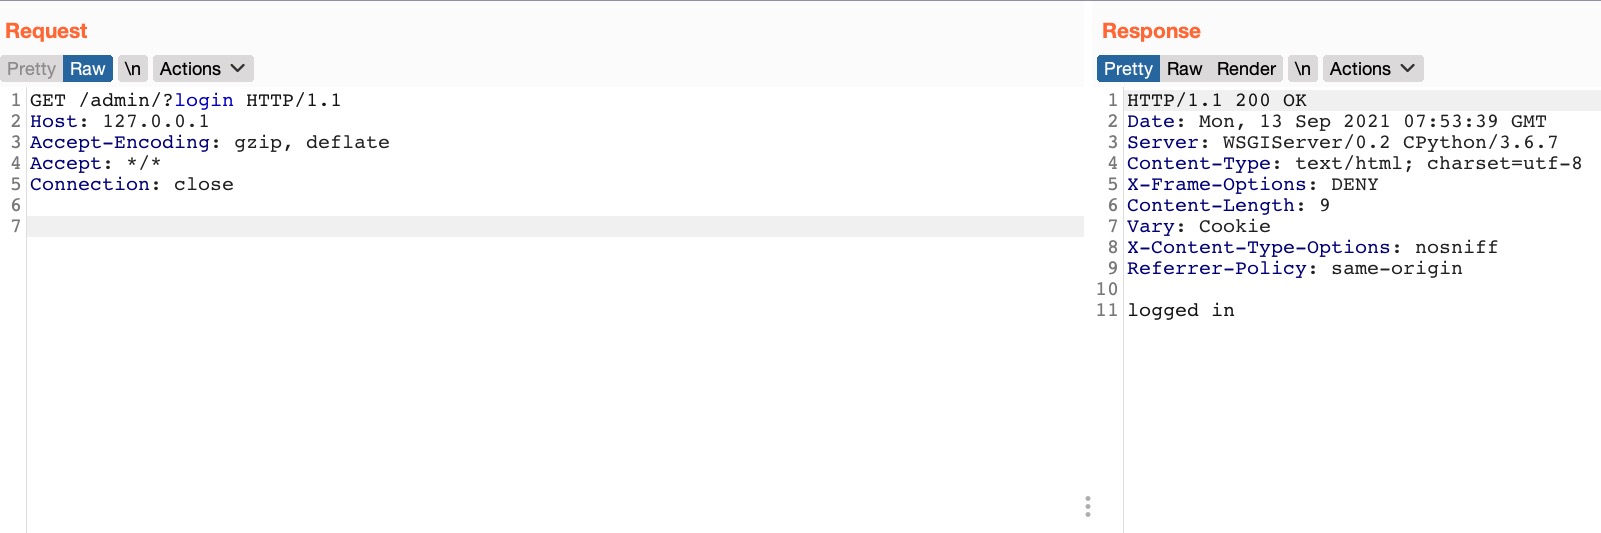 Request
Pretty Raw \n Actions
1 GET /admin/?login HTTP/1.1
2 Host: 127.0.0.1
3 Accept-Encoding: gzip, deflate
4 Accept: */*
5 Connection: close
6
7
Response
Pretty Raw Render \n Actions
1 HTTP/1.1 200 OK
2 Date: Mon, 13 Sep 2021 07:53:39 GMT
3 Server: WSGIServer/0.2 CPython/3.6.7
4 Content-Type: text/html; charset=utf-8
5 X-Frame-Options: DENY
6 Content-Length: 9
7 Vary: Cookie
8 X-Content-Type-Options: nosniff
9 Referrer-Policy: same-origin
10
11 logged in